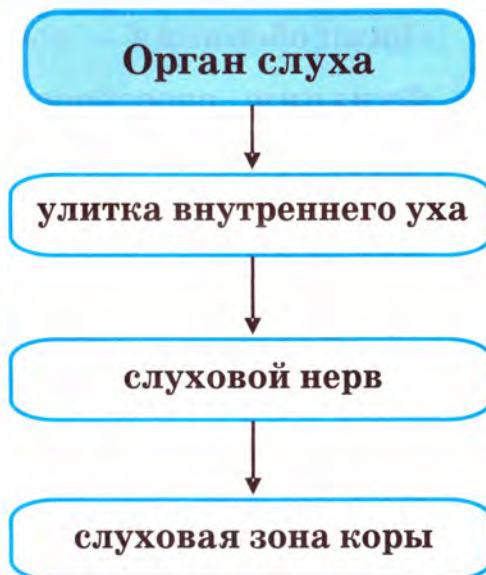 Орган слуха
улитка внутреннего уха
слуховой нерв
слуховая зона коры